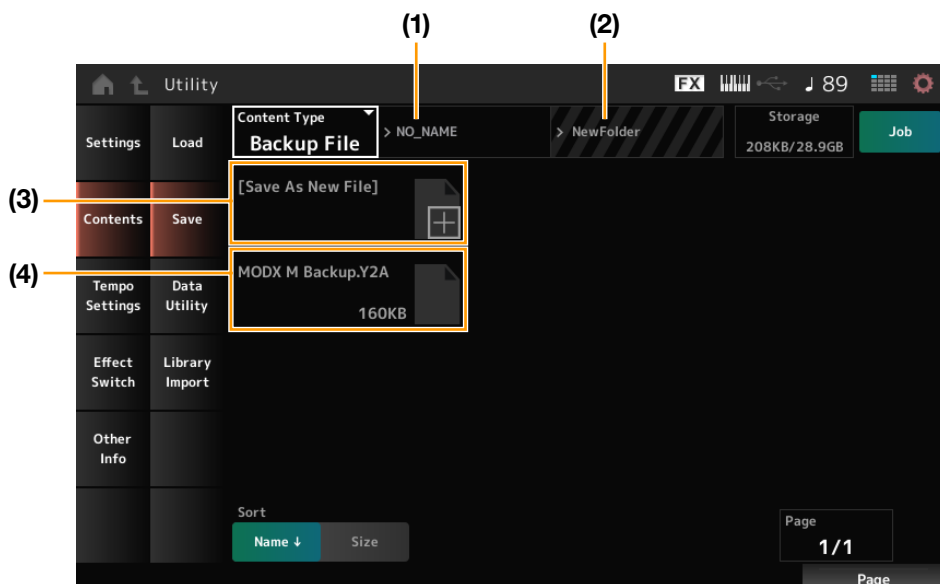 (1) (2)
Utility
FX
89
Settings
Load
Content Type
Backup File
> NO_NAME
> NewFolder
Storage
208KB/28.9GB
Job
(3)
[Save As New File]
Contents
Save
(4)
MODX M Backup.Y2A
160KB
Tempo
Settings
Data
Utility
Effect
Switch
Library
Import
Other
Info
Sort
Name ↓
Size
Page
1/1
Page